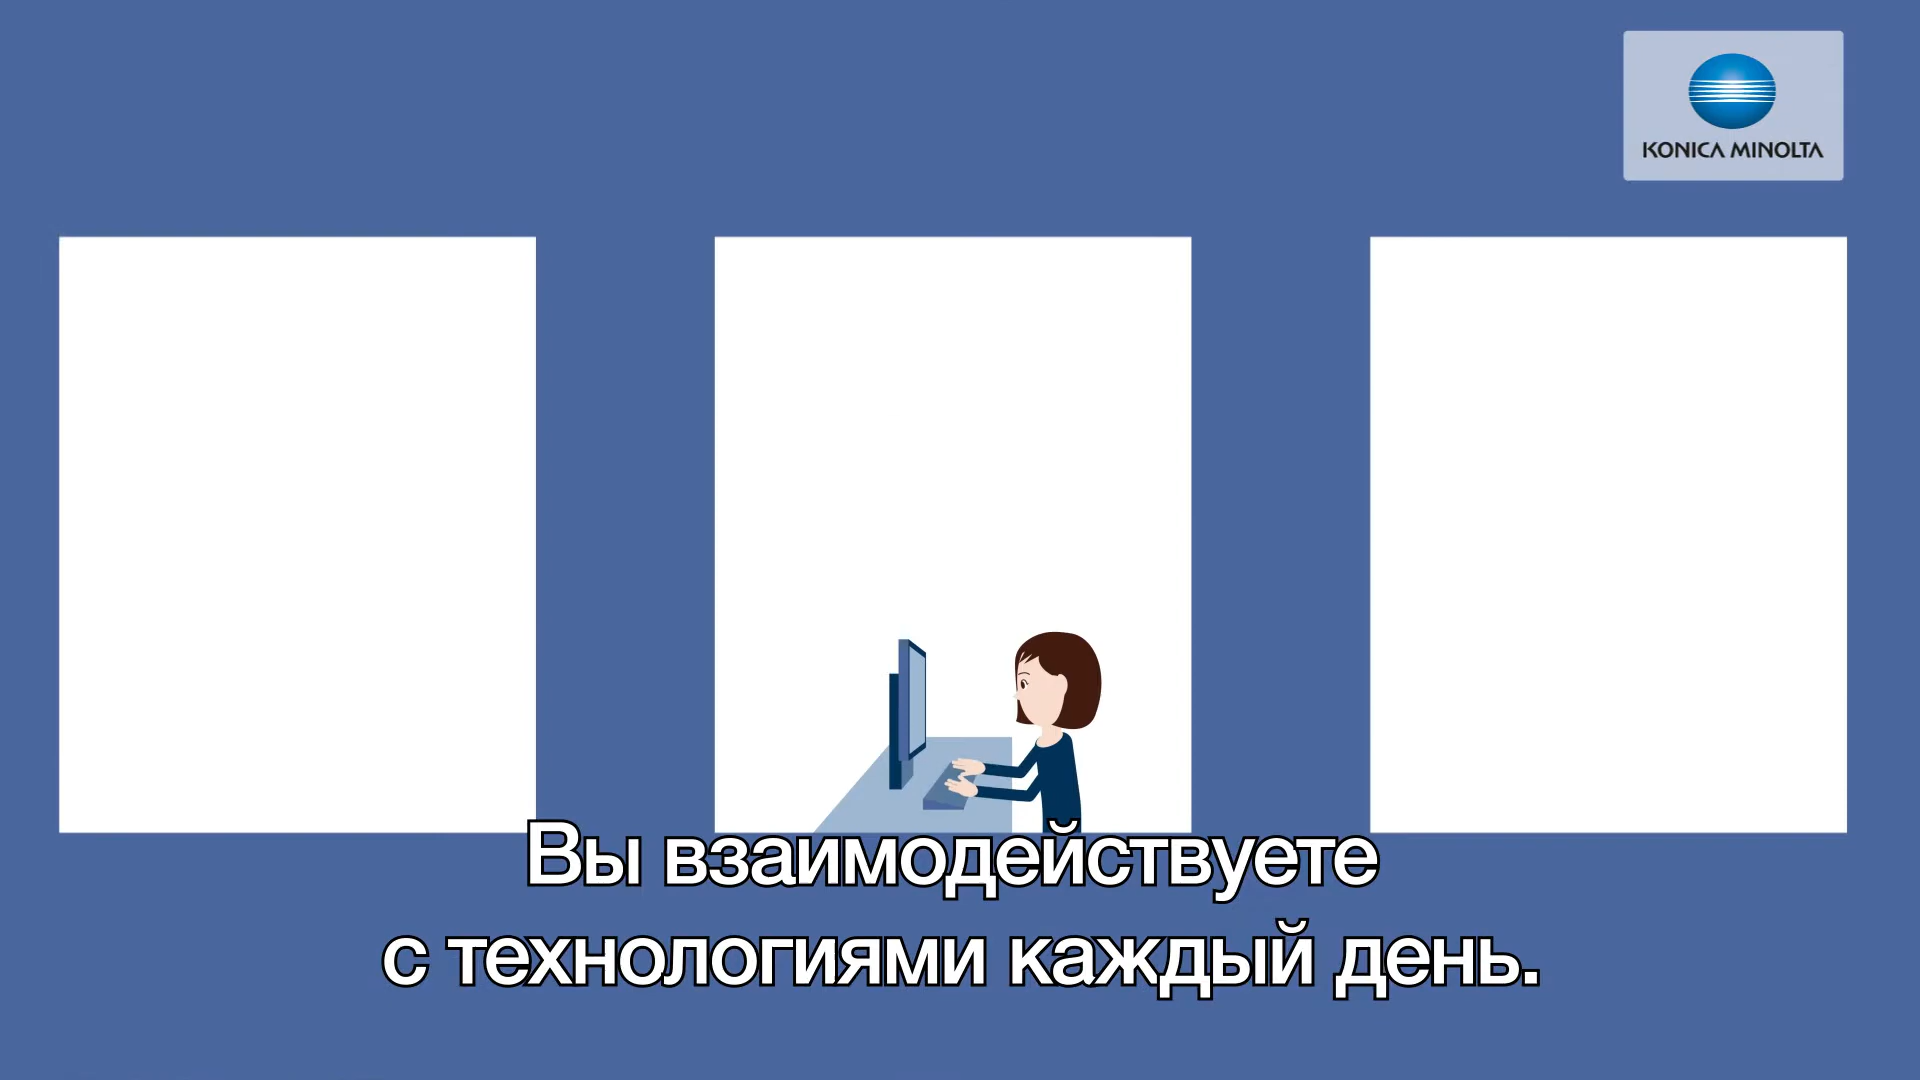 KONICA MINOLTA
Вы взаимодействуете
с технологиями каждый день.